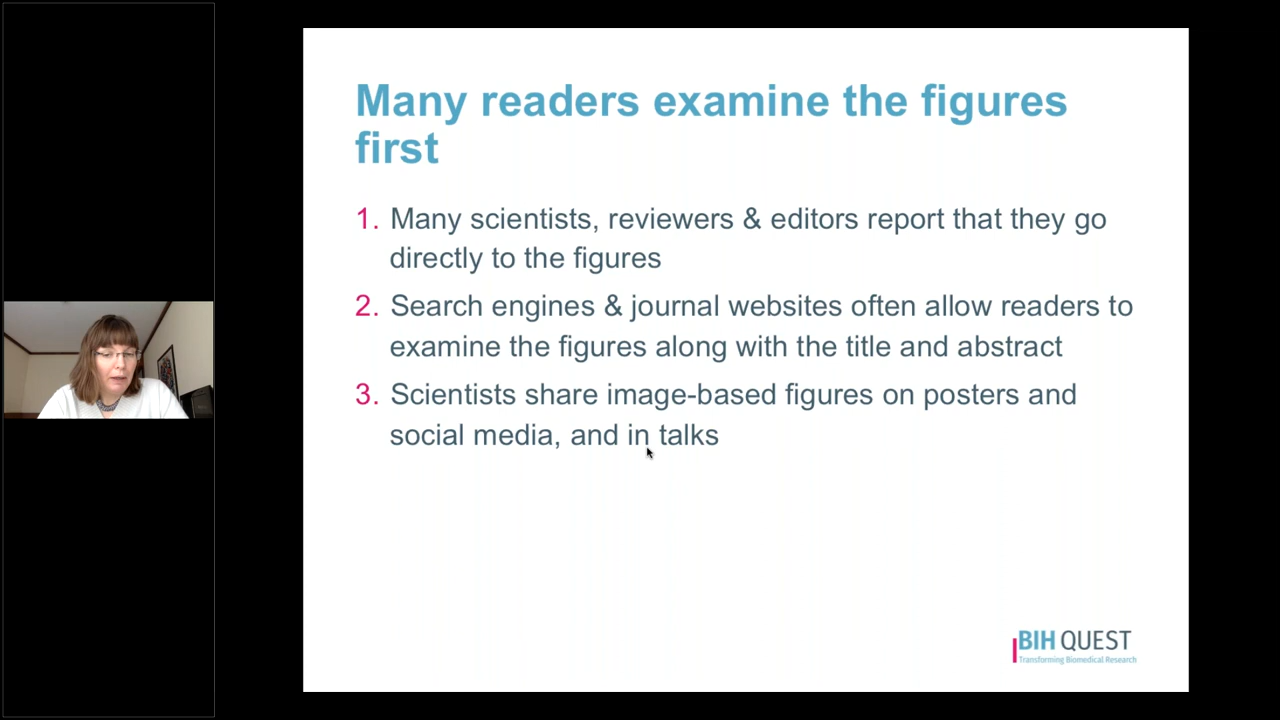 Many readers examine the figures
first
1. Many scientists, reviewers & editors report that they go
directly to the figures
2. Search engines & journal websites often allow readers to
examine the figures along with the title and abstract
3. Scientists share image-based figures on posters and
social media, and in talks
BIH QUEST
Transforming Biomedical Research